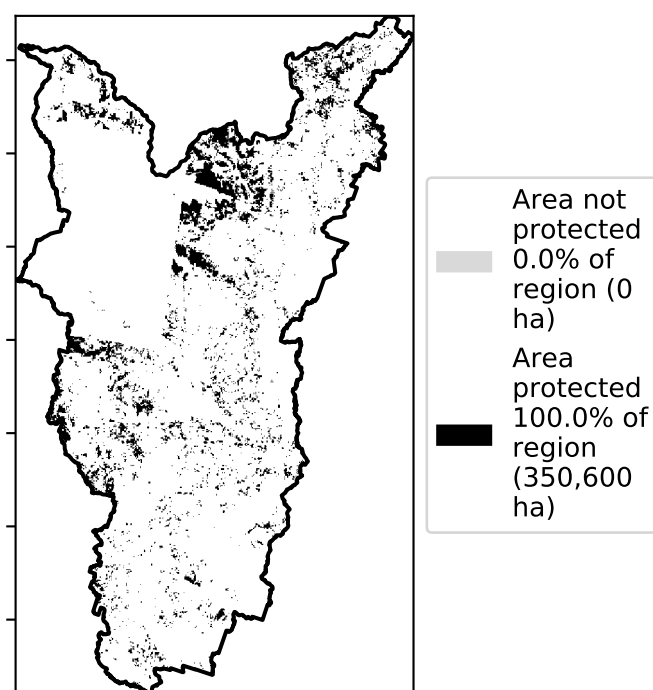 Area not
protected
0.0% of
region (0
ha)
Area
protected
100.0% of
region
(350,600
ha)